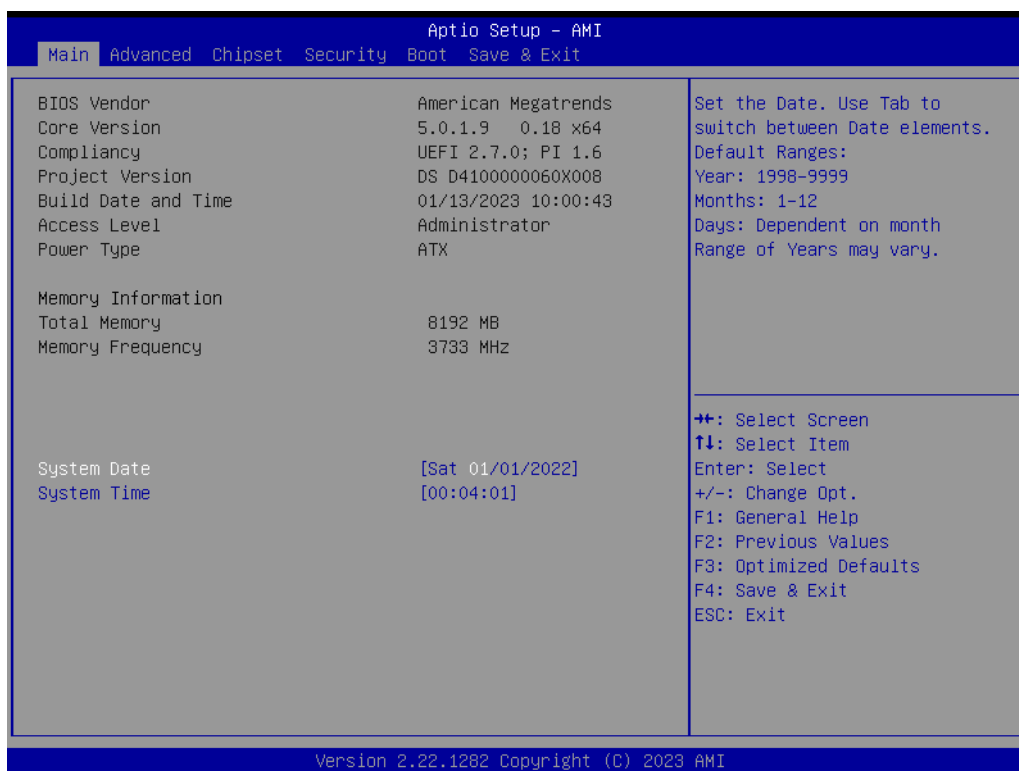 Aptio Setup – AMI
Main Advanced Chipset Security Boot Save & Exit
BIOS Vendor American Megatrends
Core Version 5.0.1.9 0.18 x64
Compliancy UEFI 2.7.0; PI 1.6
Project Version DS D4100000060X008
Build Date and Time 01/13/2023 10:00:43
Access Level Administrator
Power Type ATX
Memory Information
Total Memory 8192 MB
Memory Frequency 3733 MHz
System Date [Sat 01/01/2022]
System Time [00:04:01]
Set the Date. Use Tab to
switch between Date elements.
Default Ranges:
Year: 1998–9999
Months: 1–12
Days: Dependent on month
Range of Years may vary.
→←: Select Screen
↑↓: Select Item
Enter: Select
+/–: Change Opt.
F1: General Help
F2: Previous Values
F3: Optimized Defaults
F4: Save & Exit
ESC: Exit
Version 2.22.1282 Copyright (C) 2023 AMI